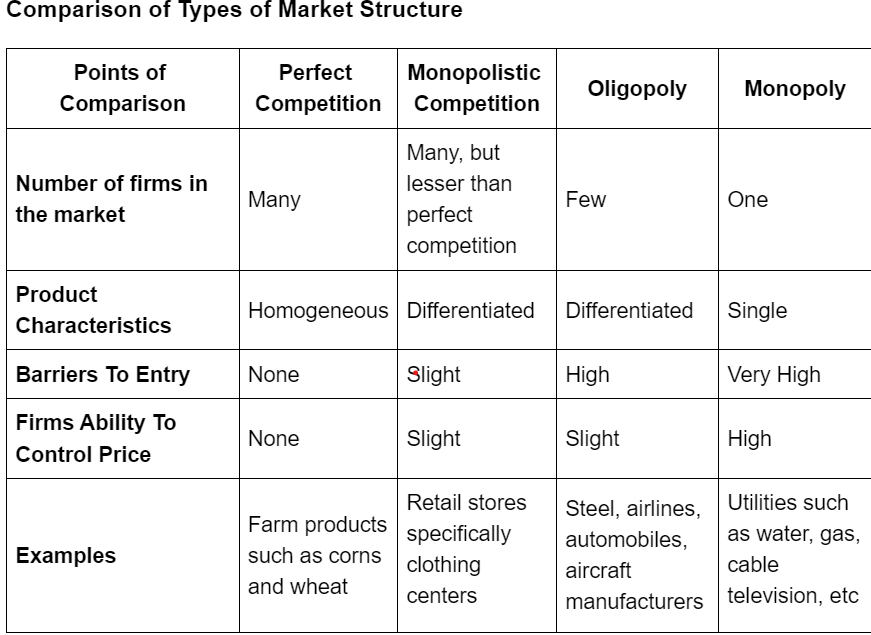 Comparison of Types of Market Structure
Points of
Comparison
Perfect
Competition
Monopolistic
Competition
Oligopoly
Monopoly
Number of firms in
the market
Many
Many, but
lesser than
perfect
competition
Few
One
Product
Characteristics
Homogeneous
Differentiated
Differentiated
Single
Barriers To Entry
None
Slight
High
Very High
Firms Ability To
Control Price
None
Slight
Slight
High
Examples
Farm products
such as corns
and wheat
Retail stores
specifically
clothing
centers
Steel, airlines,
automobiles,
aircraft
manufacturers
Utilities such
as water, gas,
cable
television, etc